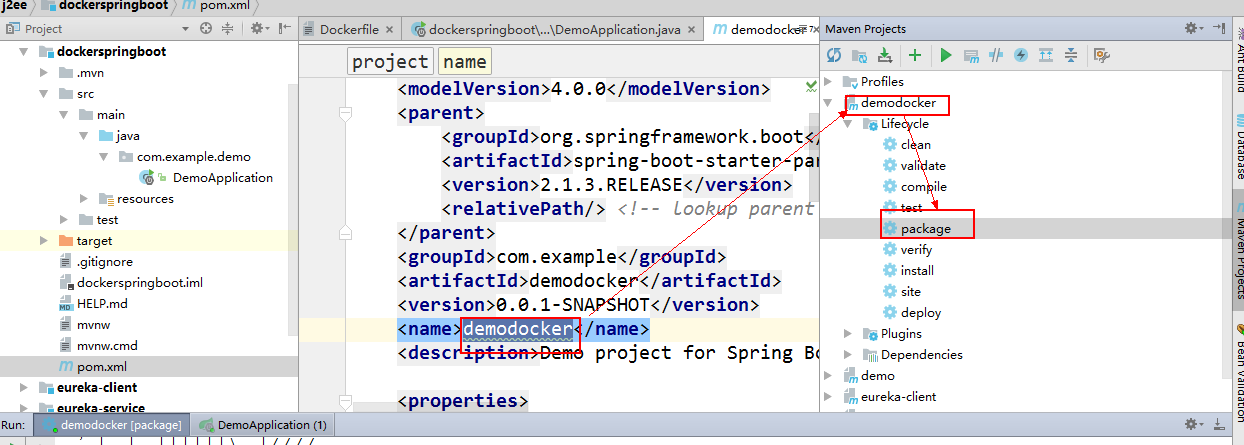 j2ee dockerspringboot pom.xml
Project
dockerspringboot
.mvn
src
main
java
com.example.demo
DemoApplication
resources
test
target
.gitignore
dockerspringboot.iml
HELP.md
mvnw
mvnw.cmd
pom.xml
eureka-client
eureka-service
Dockerfile
dockerspringboot\...\DemoApplication.java
demodocker
project
name
<modelVersion>4.0.0</modelVersion>
<parent>
<groupId>org.springframework.boot</
<artifactId>spring-boot-starter-par
<version>2.1.3.RELEASE</version>
<relativePath/> <!-- lookup parent
</parent>
<groupId>com.example</groupId>
<artifactId>demodocker</artifactId>
<version>0.0.1-SNAPSHOT</version>
<name>demodocker</name>
<description>Demo project for Spring Bo
<properties>
Maven Projects
Profiles
demodocker
Lifecycle
clean
validate
compile
test
package
verify
install
site
deploy
Plugins
Dependencies
demo
eureka-client
Ant Build
Database
Maven Projects
Bean Validation
Run:
demodocker [package]
DemoApplication (1)